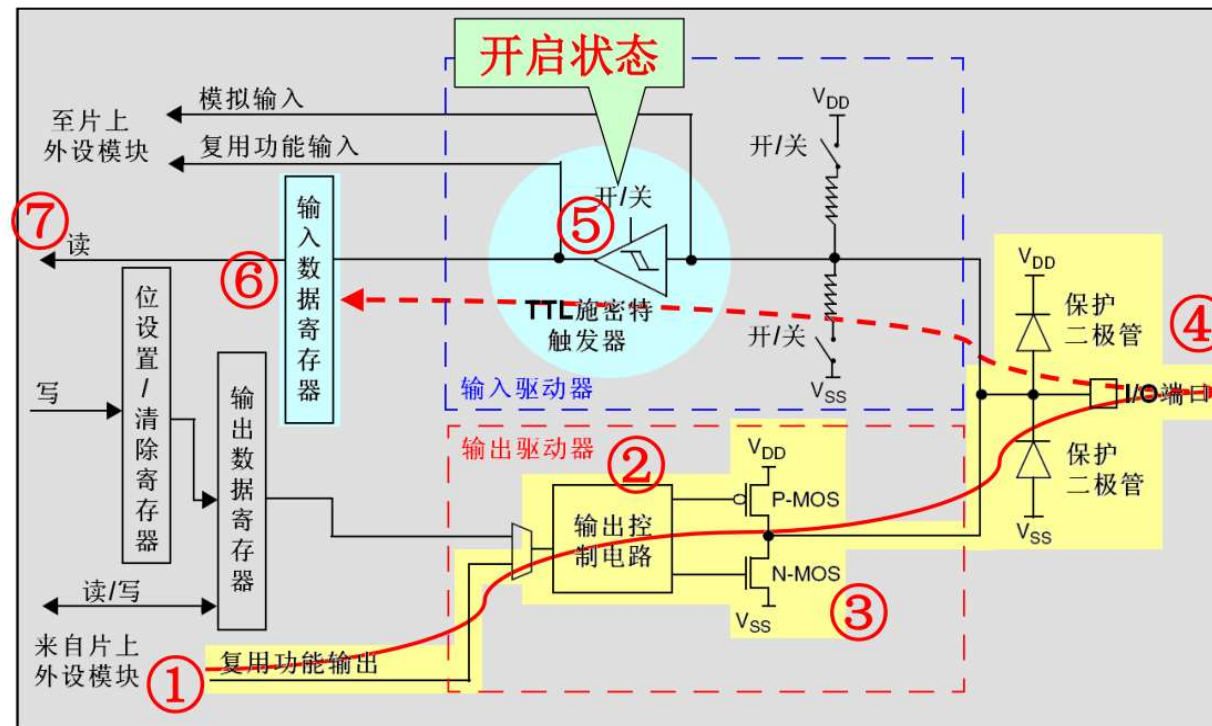 开启状态
模拟输入
至片上
外设模块
复用功能输入
开/关
VDD
开/关
⑦
读
⑥
输入数据寄存器
⑤
TTL施密特
触发器
开/关
VSS
输入驱动器
VDD
保护
二极管
④
I/O端口
保护
二极管
VSS
写
位设置/清除寄存器
输出数据寄存器
输出驱动器
②
VDD
P-MOS
输出控
制电路
N-MOS
VSS
③
读/写
来自片上
外设模块
①
复用功能输出